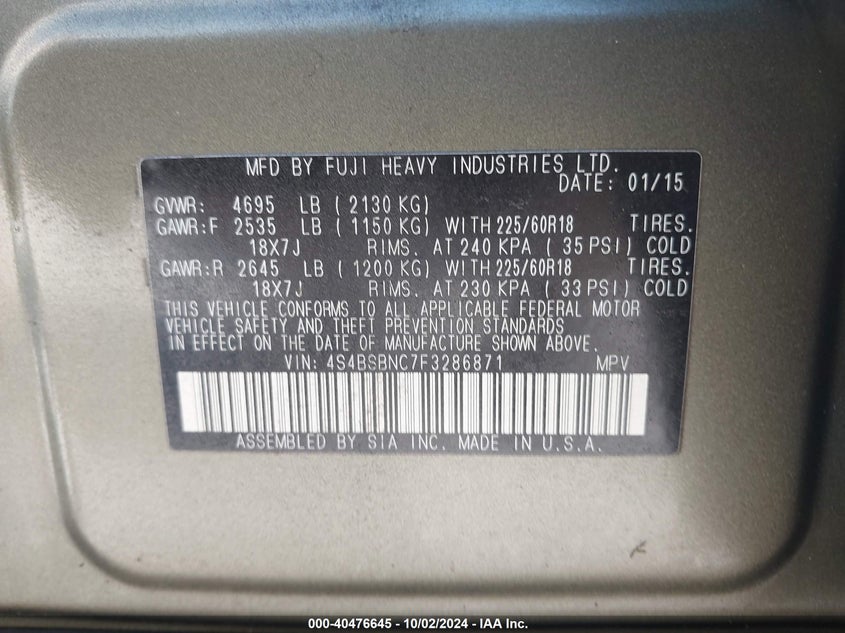 MFD BY FUJI HEAVY INDUSTRIES LTD.
DATE: 01/15
GVWR: 4695 LB ( 2130 KG)
GAWR:F 2535 LB ( 1150 KG) WITH 225/60R18 TIRES.
18X7J RIMS. AT 240 KPA ( 35 PSI) COLD
GAWR:R 2645 LB ( 1200 KG) WITH 225/60R18 TIRES.
18X7J RIMS. AT 230 KPA ( 33 PSI) COLD
THIS VEHICLE CONFORMS TO ALL APPLICABLE FEDERAL MOTOR
VEHICLE SAFETY AND THEFT PREVENTION STANDARDS
IN EFFECT ON THE DATE OF MANUFACTURE SHOWN ABOVE.
VIN: 4S4BSBNC7F3286871 MPV
ASSEMBLED BY SIA INC. MADE IN U.S.A.
000-40476645 - 10/02/2024 - IAA Inc.